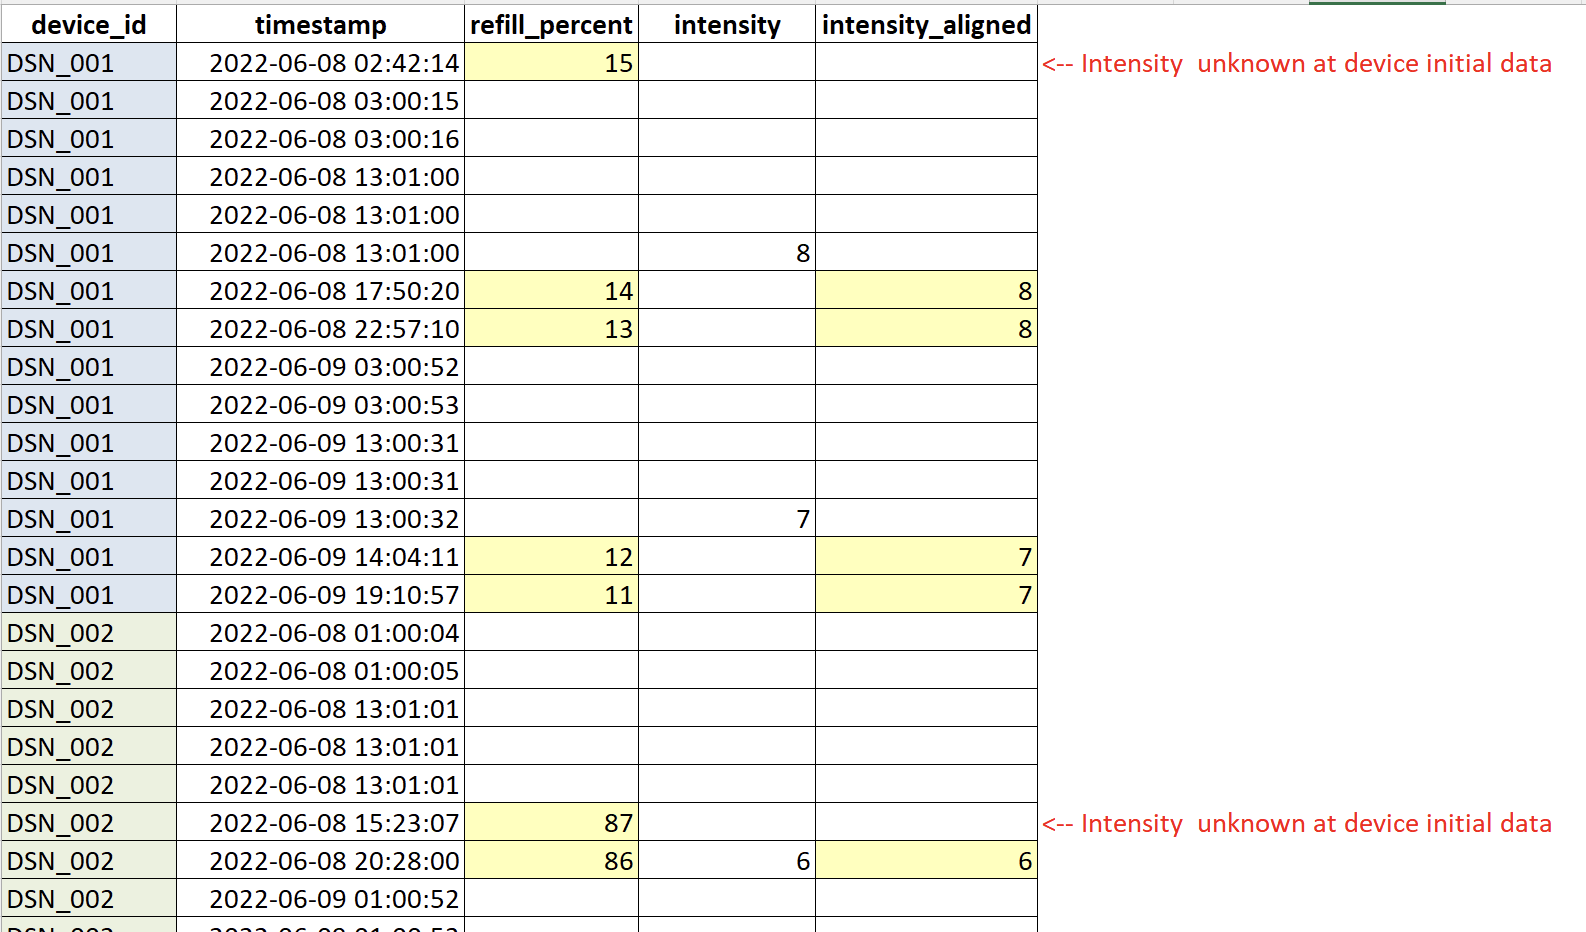 device_id timestamp refill_percent intensity intensity_aligned
DSN_001 2022-06-08 02:42:14 15 <-- Intensity unknown at device initial data
DSN_001 2022-06-08 03:00:15
DSN_001 2022-06-08 03:00:16
DSN_001 2022-06-08 13:01:00
DSN_001 2022-06-08 13:01:00
DSN_001 2022-06-08 13:01:00 8
DSN_001 2022-06-08 17:50:20 14 8
DSN_001 2022-06-08 22:57:10 13 8
DSN_001 2022-06-09 03:00:52
DSN_001 2022-06-09 03:00:53
DSN_001 2022-06-09 13:00:31
DSN_001 2022-06-09 13:00:31
DSN_001 2022-06-09 13:00:32 7
DSN_001 2022-06-09 14:04:11 12 7
DSN_001 2022-06-09 19:10:57 11 7
DSN_002 2022-06-08 01:00:04
DSN_002 2022-06-08 01:00:05
DSN_002 2022-06-08 13:01:01
DSN_002 2022-06-08 13:01:01
DSN_002 2022-06-08 13:01:01
DSN_002 2022-06-08 15:23:07 87 <-- Intensity unknown at device initial data
DSN_002 2022-06-08 20:28:00 86 6 6
DSN_002 2022-06-09 01:00:52